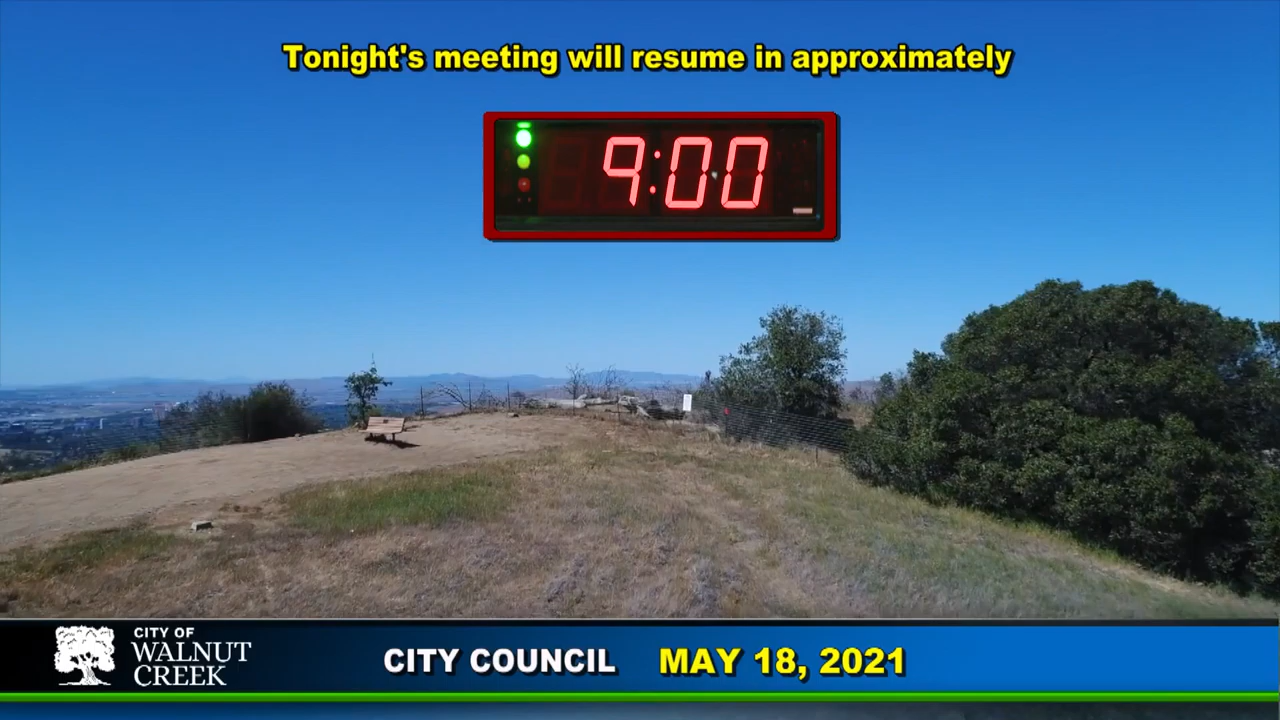 Tonight's meeting will resume in approximately
9:00
CITY OF
WALNUT
CREEK
CITY COUNCIL MAY 18, 2021